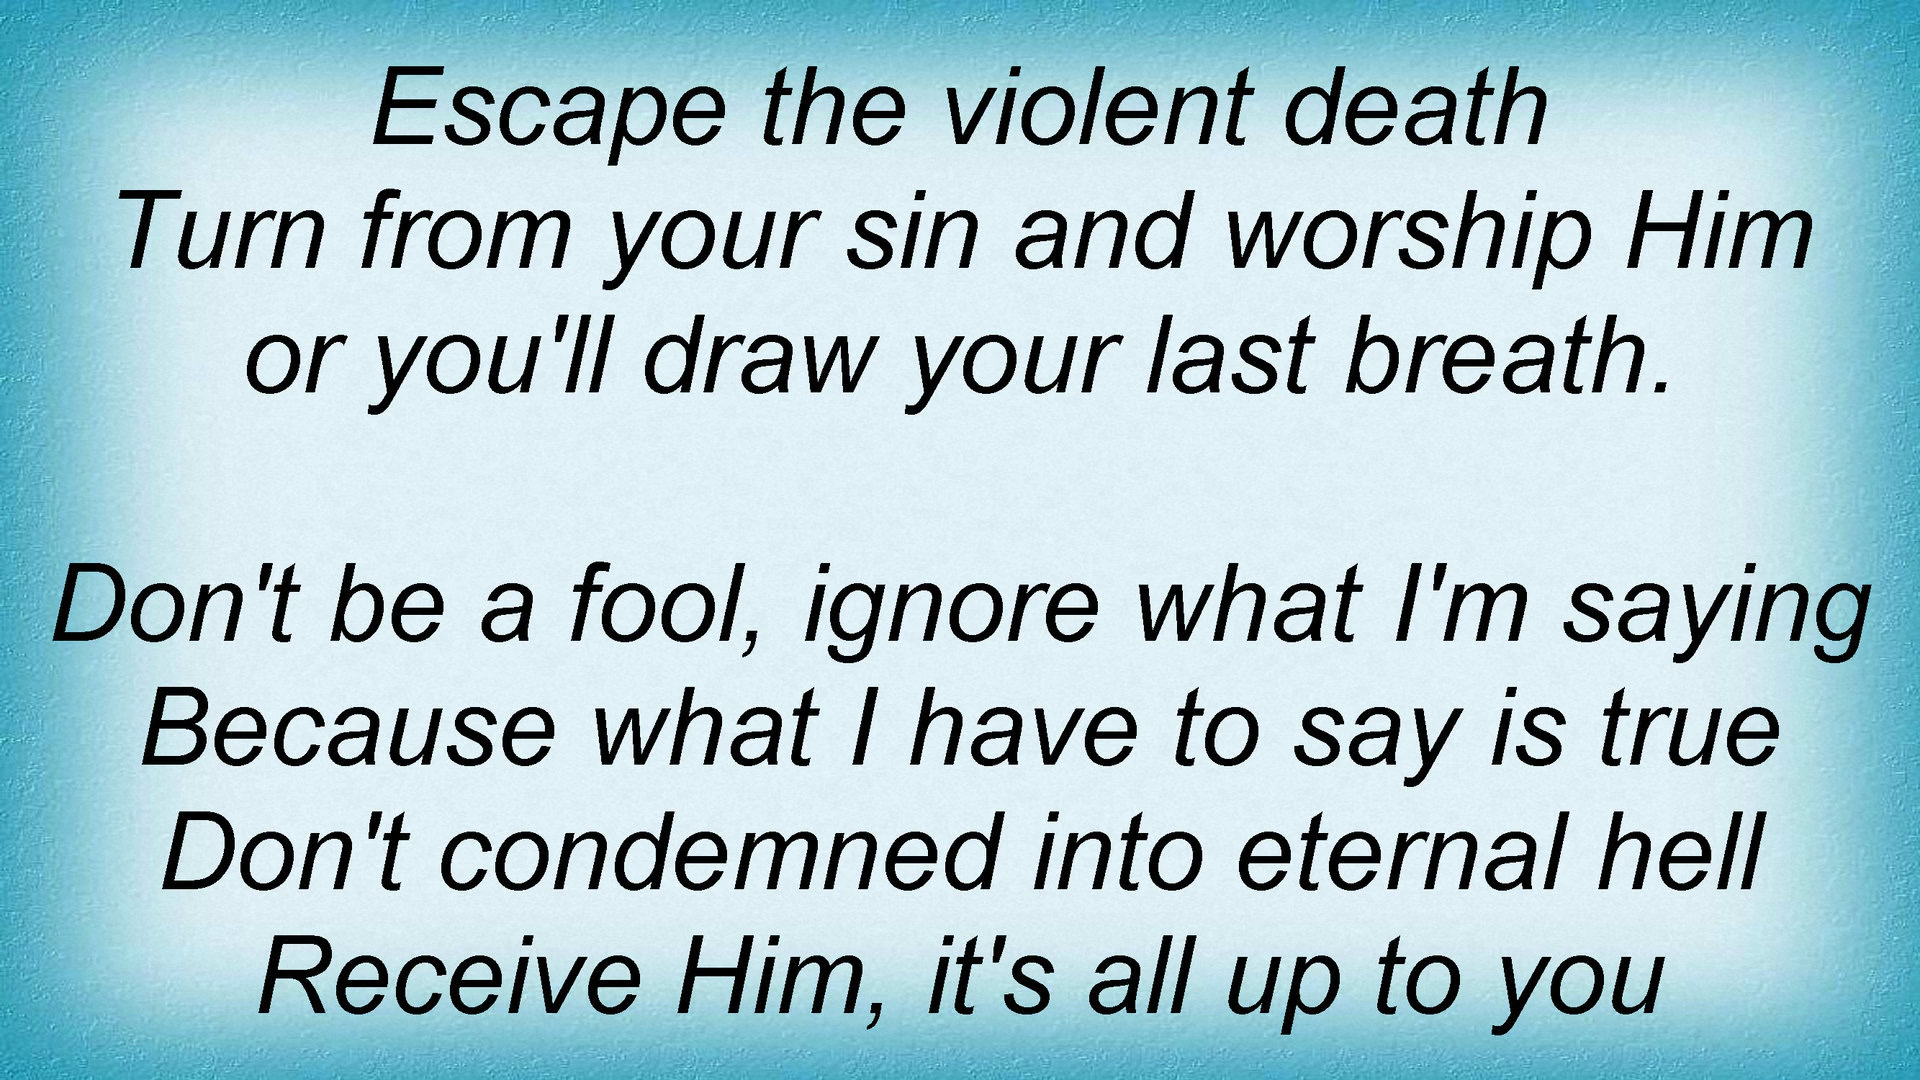 Escape the violent death
Turn from your sin and worship Him
or you'll draw your last breath.
Don't be a fool, ignore what I'm saying
Because what I have to say is true
Don't condemned into eternal hell
Receive Him, it's all up to you